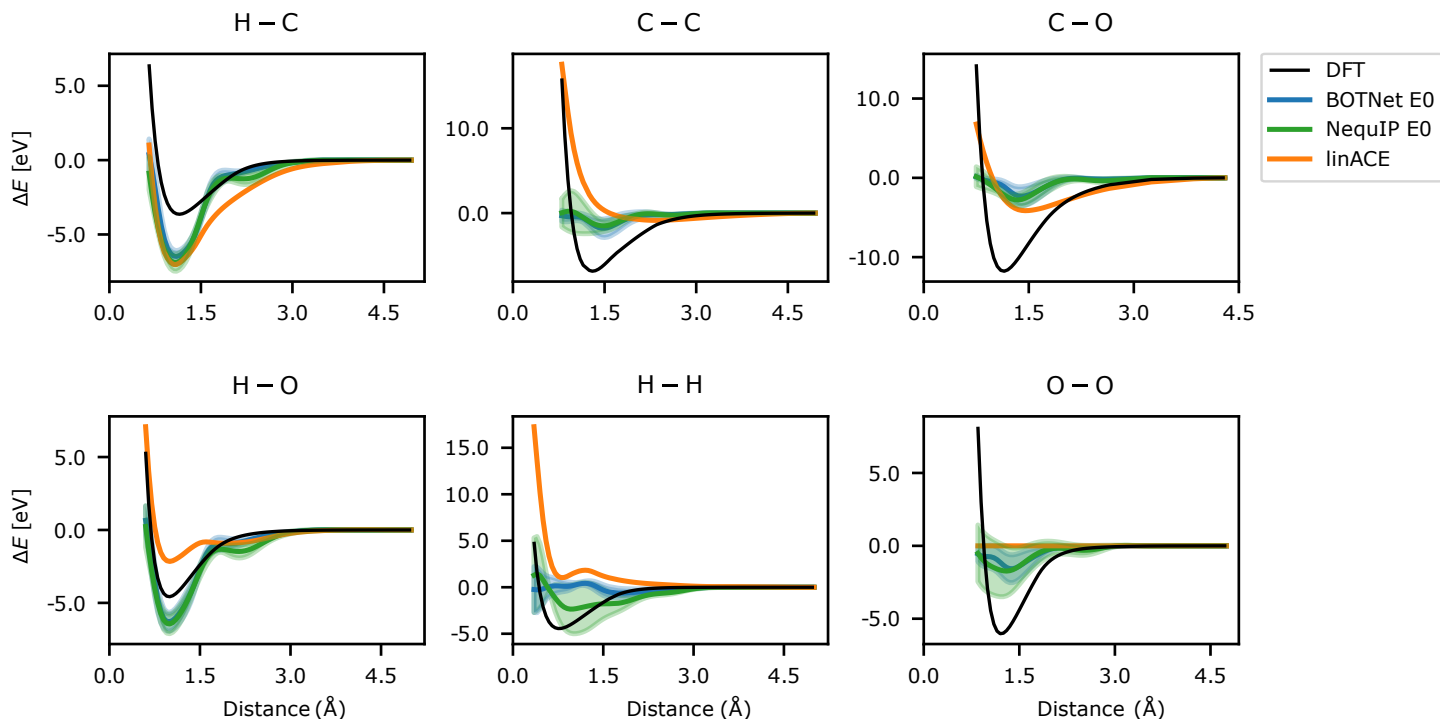 H – C
C – C
C – O
ΔE [eV]
5.0
0.0
-5.0
0.0
1.5
3.0
4.5
10.0
0.0
0.0
1.5
3.0
4.5
10.0
0.0
-10.0
0.0
1.5
3.0
4.5
DFT
BOTNet E0
NequIP E0
linACE
H – O
H – H
O – O
ΔE [eV]
5.0
0.0
-5.0
0.0
1.5
3.0
4.5
Distance (Å)
15.0
10.0
5.0
0.0
-5.0
0.0
1.5
3.0
4.5
Distance (Å)
5.0
0.0
-5.0
0.0
1.5
3.0
4.5
Distance (Å)